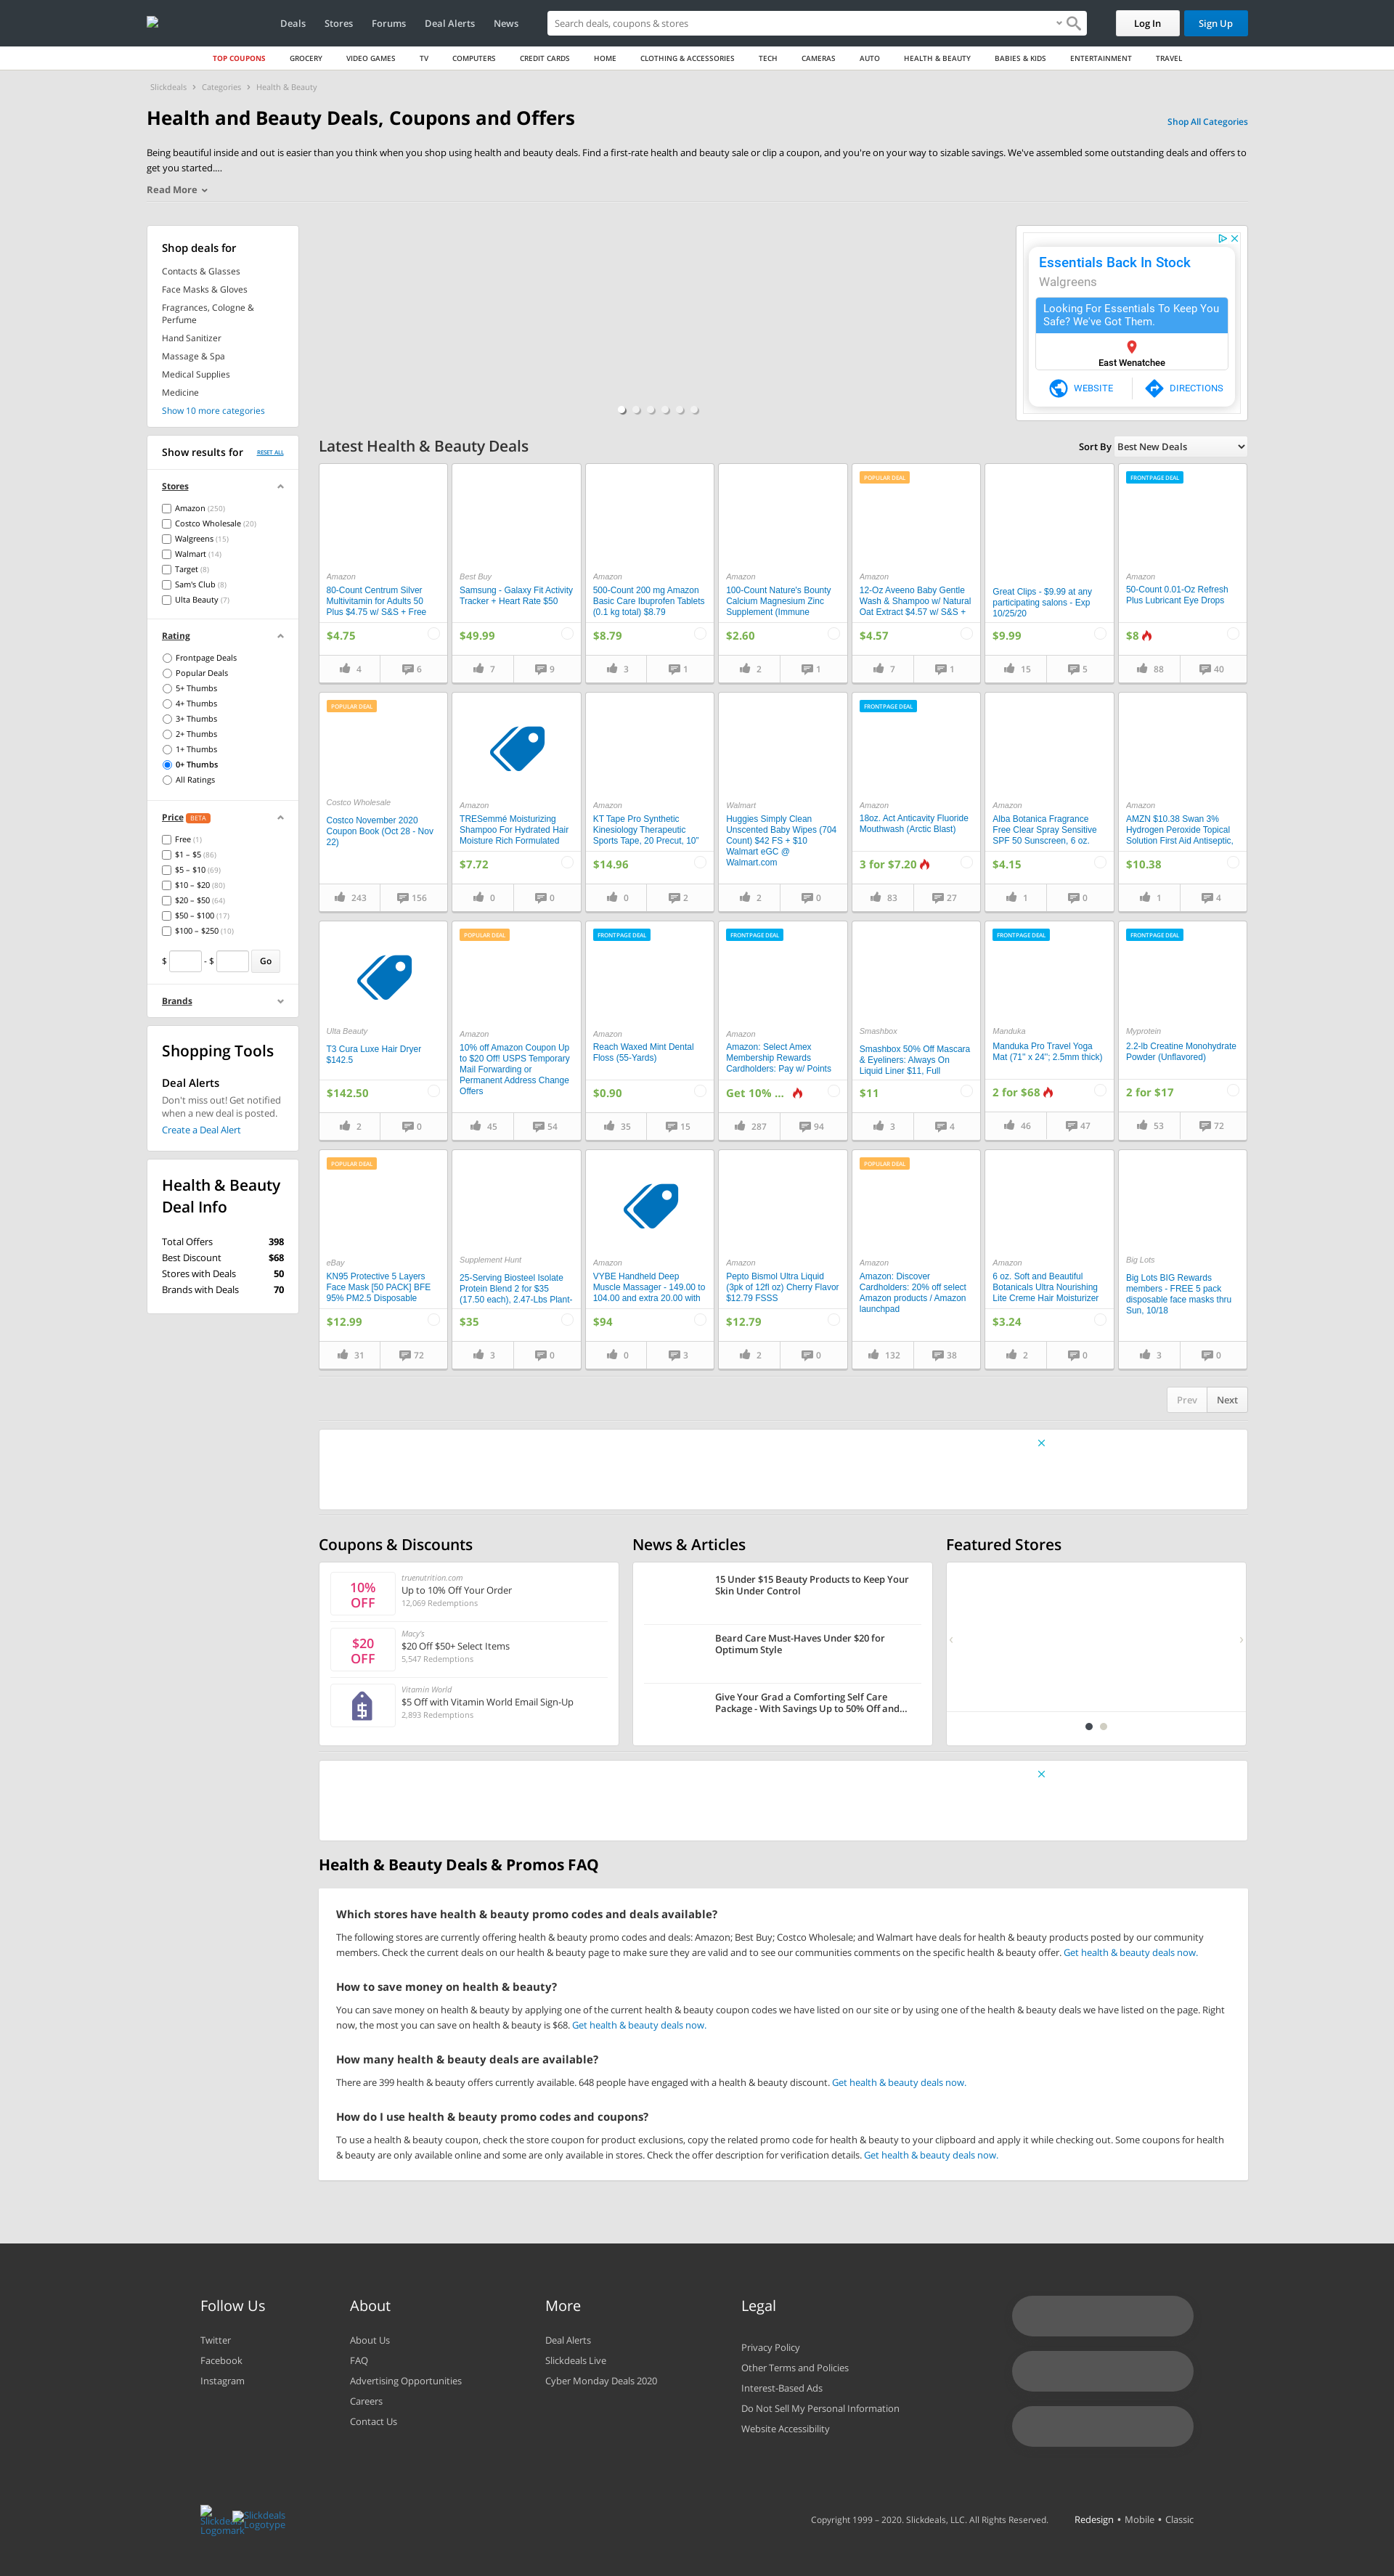 Deals
Stores
Forums
Deal Alerts
News
Search deals, coupons & stores
Log In
Sign Up
TOP COUPONS
GROCERY
VIDEO GAMES
TV
COMPUTERS
CREDIT CARDS
HOME
CLOTHING & ACCESSORIES
TECH
CAMERAS
AUTO
HEALTH & BEAUTY
BABIES & KIDS
ENTERTAINMENT
TRAVEL
Slickdeals › Categories › Health & Beauty
Health and Beauty Deals, Coupons and Offers
Shop All Categories
Being beautiful inside and out is easier than you think when you shop using health and beauty deals. Find a first-rate health and beauty sale or clip a coupon, and you're on your way to sizable savings. We've assembled some outstanding deals and offers to
get you started....
Read More
Shop deals for
Contacts & Glasses
Face Masks & Gloves
Fragrances, Cologne &
Perfume
Hand Sanitizer
Massage & Spa
Medical Supplies
Medicine
Show 10 more categories
Essentials Back In Stock
Walgreens
Looking For Essentials To Keep You
Safe? We've Got Them.
East Wenatchee
WEBSITE
DIRECTIONS
Show results for
RESET ALL
Stores
Amazon (250)
Costco Wholesale (20)
Walgreens (15)
Walmart (14)
Target (8)
Sam's Club (8)
Ulta Beauty (7)
Rating
Frontpage Deals
Popular Deals
5+ Thumbs
4+ Thumbs
3+ Thumbs
2+ Thumbs
1+ Thumbs
0+ Thumbs
All Ratings
Price BETA
Free (1)
$1 – $5 (86)
$5 – $10 (69)
$10 – $20 (80)
$20 – $50 (64)
$50 – $100 (17)
$100 – $250 (10)
$ - $ Go
Brands
Shopping Tools
Deal Alerts
Don't miss out! Get notified
when a new deal is posted.
Create a Deal Alert
Health & Beauty
Deal Info
Total Offers 398
Best Discount $68
Stores with Deals 50
Brands with Deals 70
Latest Health & Beauty Deals
Sort By Best New Deals
Amazon
80-Count Centrum Silver
Multivitamin for Adults 50
Plus $4.75 w/ S&S + Free
$4.75
4 6
Best Buy
Samsung - Galaxy Fit Activity
Tracker + Heart Rate $50
$49.99
7 9
Amazon
500-Count 200 mg Amazon
Basic Care Ibuprofen Tablets
(0.1 kg total) $8.79
$8.79
3 1
Amazon
100-Count Nature's Bounty
Calcium Magnesium Zinc
Supplement (Immune
$2.60
2 1
POPULAR DEAL
Amazon
12-Oz Aveeno Baby Gentle
Wash & Shampoo w/ Natural
Oat Extract $4.57 w/ S&S +
$4.57
7 1
Great Clips - $9.99 at any
participating salons - Exp
10/25/20
$9.99
15 5
FRONTPAGE DEAL
Amazon
50-Count 0.01-Oz Refresh
Plus Lubricant Eye Drops
$8
88 40
POPULAR DEAL
Costco Wholesale
Costco November 2020
Coupon Book (Oct 28 - Nov
22)
243 156
Amazon
TRESemmé Moisturizing
Shampoo For Hydrated Hair
Moisture Rich Formulated
$7.72
0 0
Amazon
KT Tape Pro Synthetic
Kinesiology Therapeutic
Sports Tape, 20 Precut, 10"
$14.96
0 2
Walmart
Huggies Simply Clean
Unscented Baby Wipes (704
Count) $42 FS + $10
Walmart eGC @
Walmart.com
2 0
FRONTPAGE DEAL
Amazon
18oz. Act Anticavity Fluoride
Mouthwash (Arctic Blast)
3 for $7.20
83 27
Amazon
Alba Botanica Fragrance
Free Clear Spray Sensitive
SPF 50 Sunscreen, 6 oz.
$4.15
1 0
Amazon
AMZN $10.38 Swan 3%
Hydrogen Peroxide Topical
Solution First Aid Antiseptic,
$10.38
1 4
Ulta Beauty
T3 Cura Luxe Hair Dryer
$142.5
$142.50
2 0
POPULAR DEAL
Amazon
10% off Amazon Coupon Up
to $20 Off! USPS Temporary
Mail Forwarding or
Permanent Address Change
Offers
45 54
FRONTPAGE DEAL
Amazon
Reach Waxed Mint Dental
Floss (55-Yards)
$0.90
35 15
FRONTPAGE DEAL
Amazon
Amazon: Select Amex
Membership Rewards
Cardholders: Pay w/ Points
Get 10% ...
287 94
Smashbox
Smashbox 50% Off Mascara
& Eyeliners: Always On
Liquid Liner $11, Full
$11
3 4
FRONTPAGE DEAL
Manduka
Manduka Pro Travel Yoga
Mat (71" x 24"; 2.5mm thick)
2 for $68
46 47
FRONTPAGE DEAL
Myprotein
2.2-lb Creatine Monohydrate
Powder (Unflavored)
2 for $17
53 72
POPULAR DEAL
eBay
KN95 Protective 5 Layers
Face Mask [50 PACK] BFE
95% PM2.5 Disposable
$12.99
31 72
Supplement Hunt
25-Serving Biosteel Isolate
Protein Blend 2 for $35
(17.50 each), 2.47-Lbs Plant-
$35
3 0
Amazon
VYBE Handheld Deep
Muscle Massager - 149.00 to
104.00 and extra 20.00 with
$94
0 3
Amazon
Pepto Bismol Ultra Liquid
(3pk of 12fl oz) Cherry Flavor
$12.79 FSSS
$12.79
2 0
POPULAR DEAL
Amazon
Amazon: Discover
Cardholders: 20% off select
Amazon products / Amazon
launchpad
132 38
Amazon
6 oz. Soft and Beautiful
Botanicals Ultra Nourishing
Lite Creme Hair Moisturizer
$3.24
2 0
Big Lots
Big Lots BIG Rewards
members - FREE 5 pack
disposable face masks thru
Sun, 10/18
3 0
Prev Next
Coupons & Discounts
10%
OFF
truenutrition.com
Up to 10% Off Your Order
12,069 Redemptions
$20
OFF
Macy's
$20 Off $50+ Select Items
5,547 Redemptions
Vitamin World
$5 Off with Vitamin World Email Sign-Up
2,893 Redemptions
News & Articles
15 Under $15 Beauty Products to Keep Your
Skin Under Control
Beard Care Must-Haves Under $20 for
Optimum Style
Give Your Grad a Comforting Self Care
Package - With Savings Up to 50% Off and...
Featured Stores
Health & Beauty Deals & Promos FAQ
Which stores have health & beauty promo codes and deals available?
The following stores are currently offering health & beauty promo codes and deals: Amazon; Best Buy; Costco Wholesale; and Walmart have deals for health & beauty products posted by our community
members. Check the current deals on our health & beauty page to make sure they are valid and to see our communities comments on the specific health & beauty offer. Get health & beauty deals now.
How to save money on health & beauty?
You can save money on health & beauty by applying one of the current health & beauty coupon codes we have listed on our site or by using one of the health & beauty deals we have listed on the page. Right
now, the most you can save on health & beauty is $68. Get health & beauty deals now.
How many health & beauty deals are available?
There are 399 health & beauty offers currently available. 648 people have engaged with a health & beauty discount. Get health & beauty deals now.
How do I use health & beauty promo codes and coupons?
To use a health & beauty coupon, check the store coupon for product exclusions, copy the related promo code for health & beauty to your clipboard and apply it while checking out. Some coupons for health
& beauty are only available online and some are only available in stores. Check the offer description for verification details. Get health & beauty deals now.
Follow Us
Twitter
Facebook
Instagram
About
About Us
FAQ
Advertising Opportunities
Careers
Contact Us
More
Deal Alerts
Slickdeals Live
Cyber Monday Deals 2020
Legal
Privacy Policy
Other Terms and Policies
Interest-Based Ads
Do Not Sell My Personal Information
Website Accessibility
Logomark
Slickdeals
Logotype
Copyright 1999 – 2020. Slickdeals, LLC. All Rights Reserved.
Redesign • Mobile • Classic